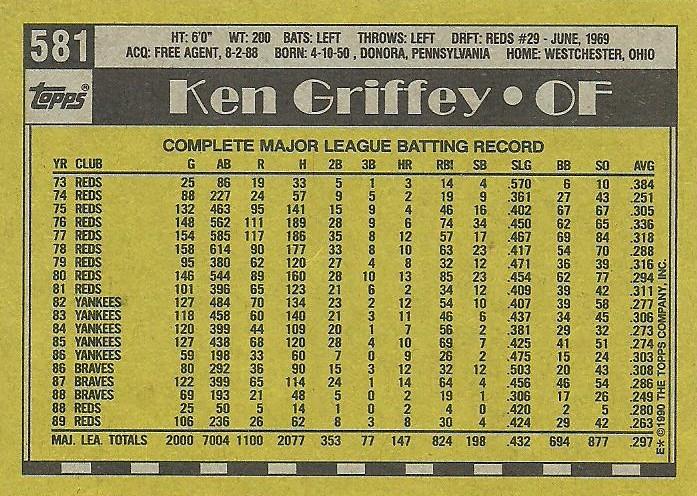 581
HT: 6'0" WT: 200 BATS: LEFT THROWS: LEFT DRFT: REDS #29 - JUNE, 1969
ACQ: FREE AGENT, 8-2-88 BORN: 4-10-50, DONORA, PENNSYLVANIA HOME: WESTCHESTER, OHIO
topps®
Ken Griffey • OF
COMPLETE MAJOR LEAGUE BATTING RECORD
YR CLUB G AB R H 2B 3B HR RBI SB SLG BB SO AVG
73 REDS 25 86 19 33 5 1 3 14 4 .570 6 10 .384
74 REDS 88 227 24 57 9 5 2 19 9 .361 27 43 .251
75 REDS 132 463 95 141 15 9 4 46 16 .402 67 67 .305
76 REDS 148 562 111 189 28 9 6 74 34 .450 62 65 .336
77 REDS 154 585 117 186 35 8 12 57 17 .467 69 84 .318
78 REDS 158 614 90 177 33 8 10 63 23 .417 54 70 .288
79 REDS 95 380 62 120 27 4 8 32 12 .471 36 39 .316
80 REDS 146 544 89 160 28 10 13 85 23 .454 62 77 .294
81 REDS 101 396 65 123 21 6 2 34 12 .409 39 42 .311
82 YANKEES 127 484 70 134 23 2 12 54 10 .407 39 58 .277
83 YANKEES 118 458 60 140 21 3 11 46 6 .437 34 45 .306
84 YANKEES 120 399 44 109 20 1 7 56 2 .381 29 32 .273
85 YANKEES 127 438 68 120 28 4 10 69 7 .425 41 51 .274
86 YANKEES 59 198 33 60 7 0 9 26 2 .475 15 24 .303
86 BRAVES 80 292 36 90 15 3 12 32 12 .503 20 43 .308
87 BRAVES 122 399 65 114 24 1 14 64 4 .456 46 54 .286
88 BRAVES 69 193 21 48 5 0 2 19 1 .306 17 26 .249
88 REDS 25 50 5 14 1 0 2 4 0 .420 2 5 .280
89 REDS 106 236 26 62 8 3 8 30 4 .424 29 42 .263
MAJ. LEA. TOTALS 2000 7004 1100 2077 353 77 147 824 198 .432 694 877 .297
E* ©1990 THE TOPPS COMPANY, INC.